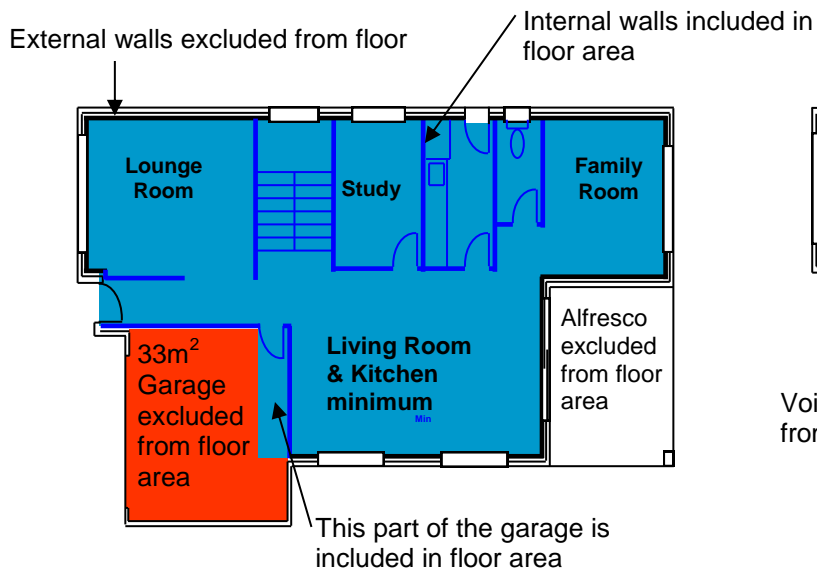 External walls excluded from floor
Internal walls included in
floor area
Lounge
Room
Study
Family
Room
33m²
Garage
excluded
from floor
area
Living Room
& Kitchen
minimum
Min
Alfresco
excluded
from floor
area
This part of the garage is
included in floor area